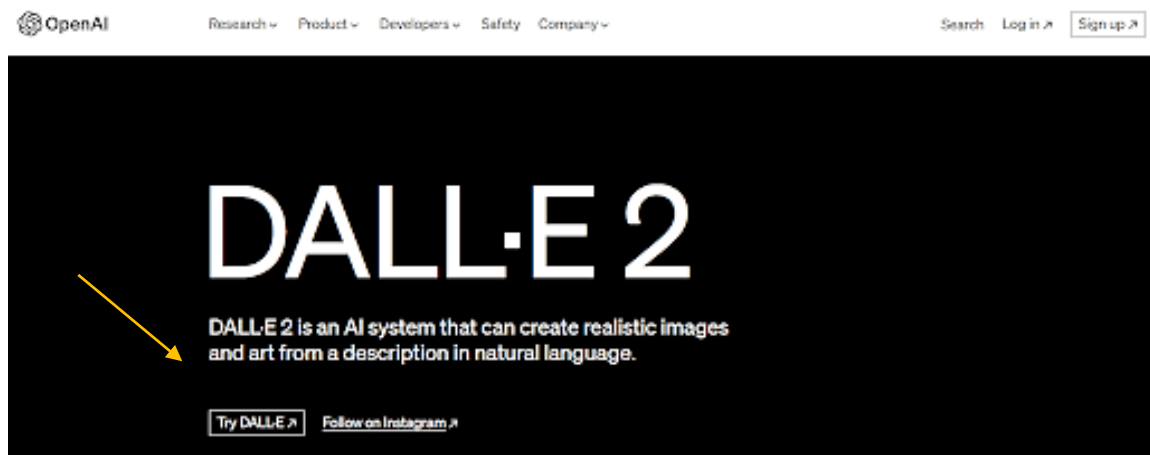 OpenAI Research Product Developers Safety Company Search Log in ↗ Sign up ↗
DALL·E 2
DALL·E 2 is an AI system that can create realistic images
and art from a description in natural language.
Try DALL·E ↗ Follow on Instagram ↗